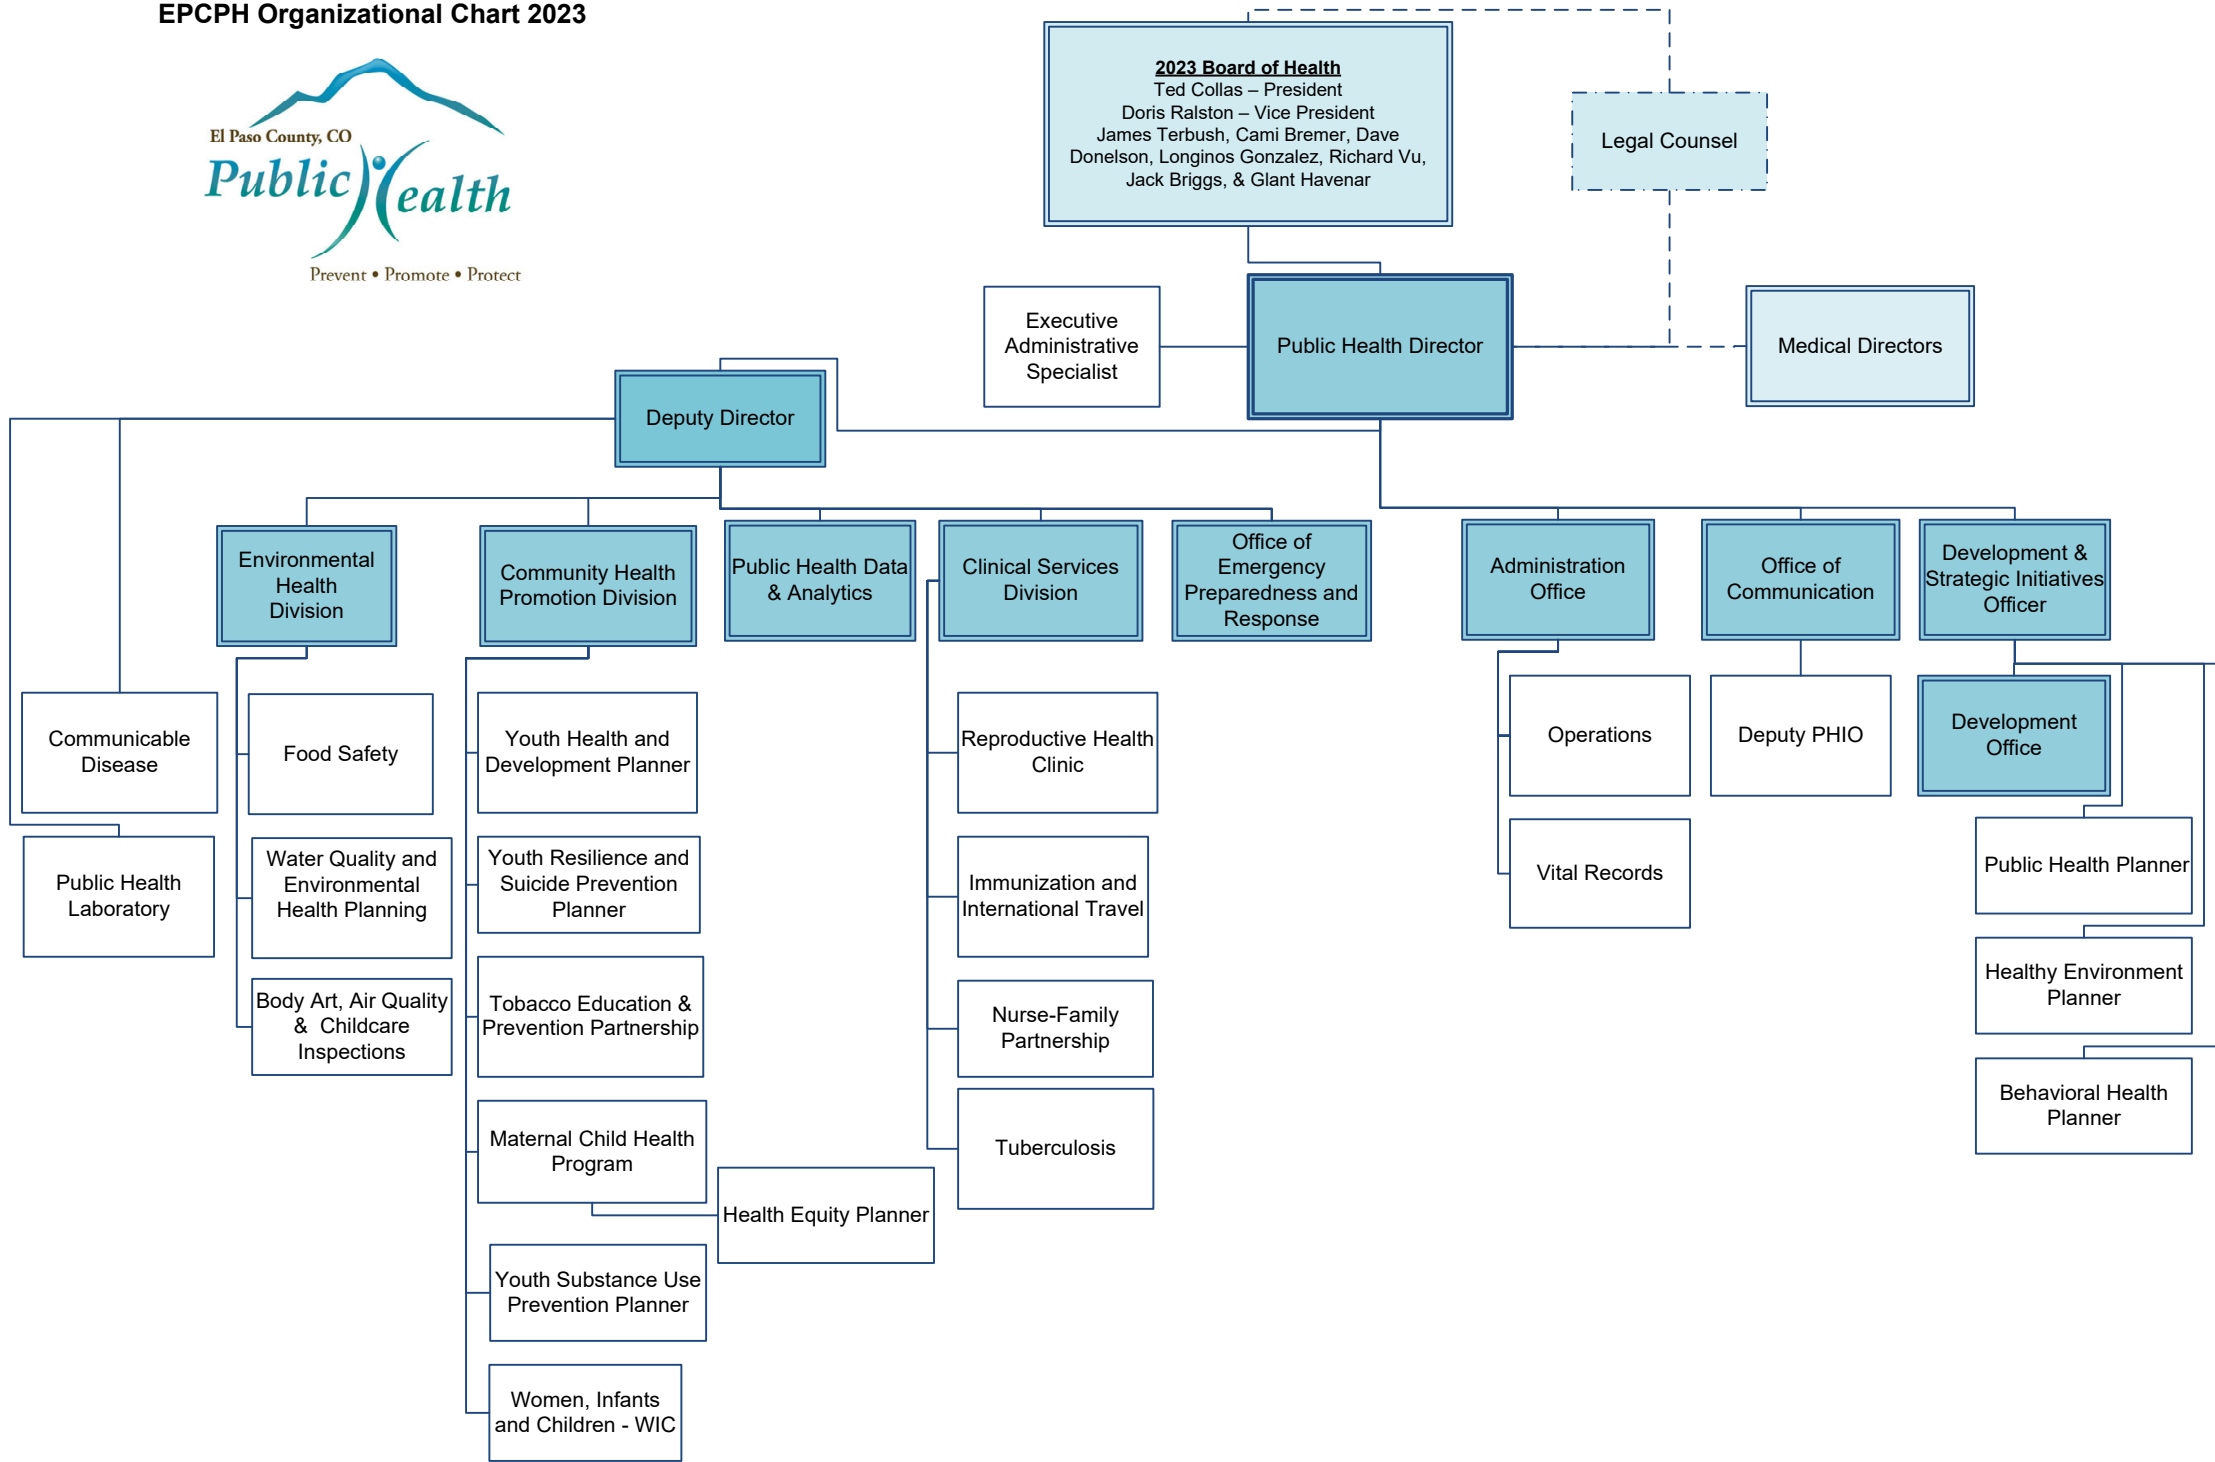 EPCPH Organizational Chart 2023
El Paso County, CO
Public Health
Prevent • Promote • Protect
2023 Board of Health
Ted Collas – President
Doris Ralston – Vice President
James Terbush, Cami Bremer, Dave
Donelson, Longinos Gonzalez, Richard Vu,
Jack Briggs, & Glant Havenar
Legal Counsel
Executive
Administrative
Specialist
Public Health Director
Medical Directors
Deputy Director
Environmental
Health
Division
Community Health
Promotion Division
Public Health Data
& Analytics
Clinical Services
Division
Office of
Emergency
Preparedness and
Response
Administration
Office
Office of
Communication
Development &
Strategic Initiatives
Officer
Communicable
Disease
Public Health
Laboratory
Food Safety
Water Quality and
Environmental
Health Planning
Body Art, Air Quality
& Childcare
Inspections
Youth Health and
Development Planner
Youth Resilience and
Suicide Prevention
Planner
Tobacco Education &
Prevention Partnership
Maternal Child Health
Program
Health Equity Planner
Youth Substance Use
Prevention Planner
Women, Infants
and Children - WIC
Reproductive Health
Clinic
Immunization and
International Travel
Nurse-Family
Partnership
Tuberculosis
Operations
Vital Records
Deputy PHIO
Development
Office
Public Health Planner
Healthy Environment
Planner
Behavioral Health
Planner